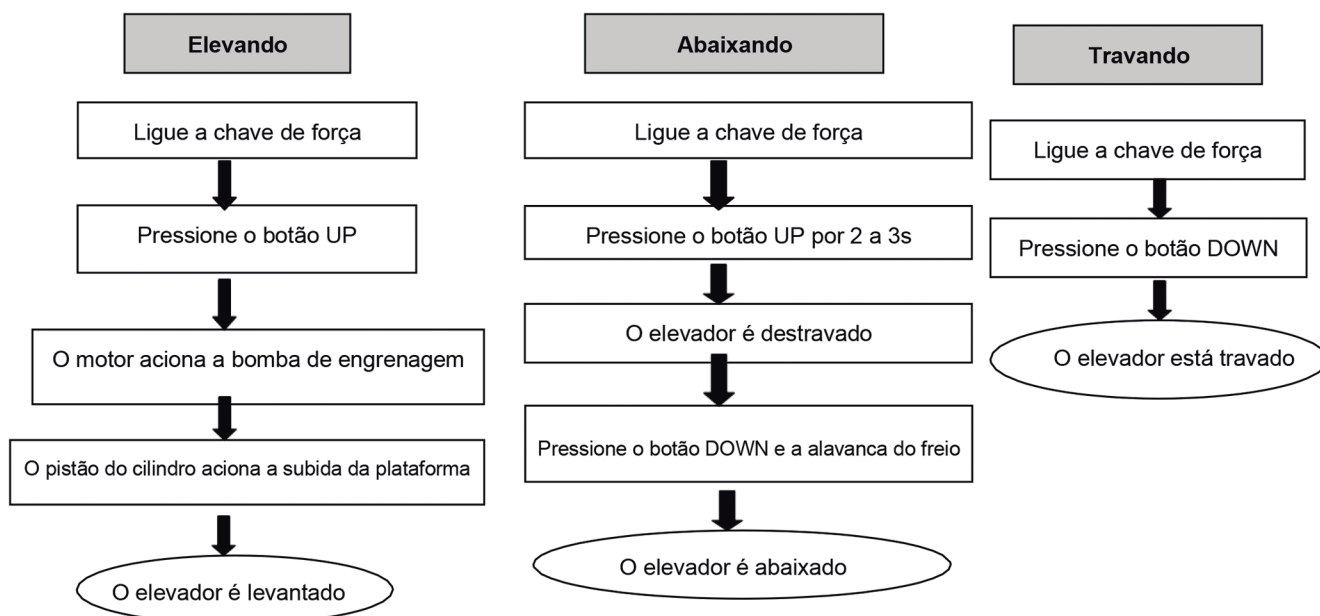 Elevando
Ligue a chave de força
Pressione o botão UP
O motor aciona a bomba de engrenagem
O pistão do cilindro aciona a subida da plataforma
O elevador é levantado
Abaixando
Ligue a chave de força
Pressione o botão UP por 2 a 3s
O elevador é destravado
Pressione o botão DOWN e a alavanca do freio
O elevador é abaixado
Travando
Ligue a chave de força
Pressione o botão DOWN
O elevador está travado